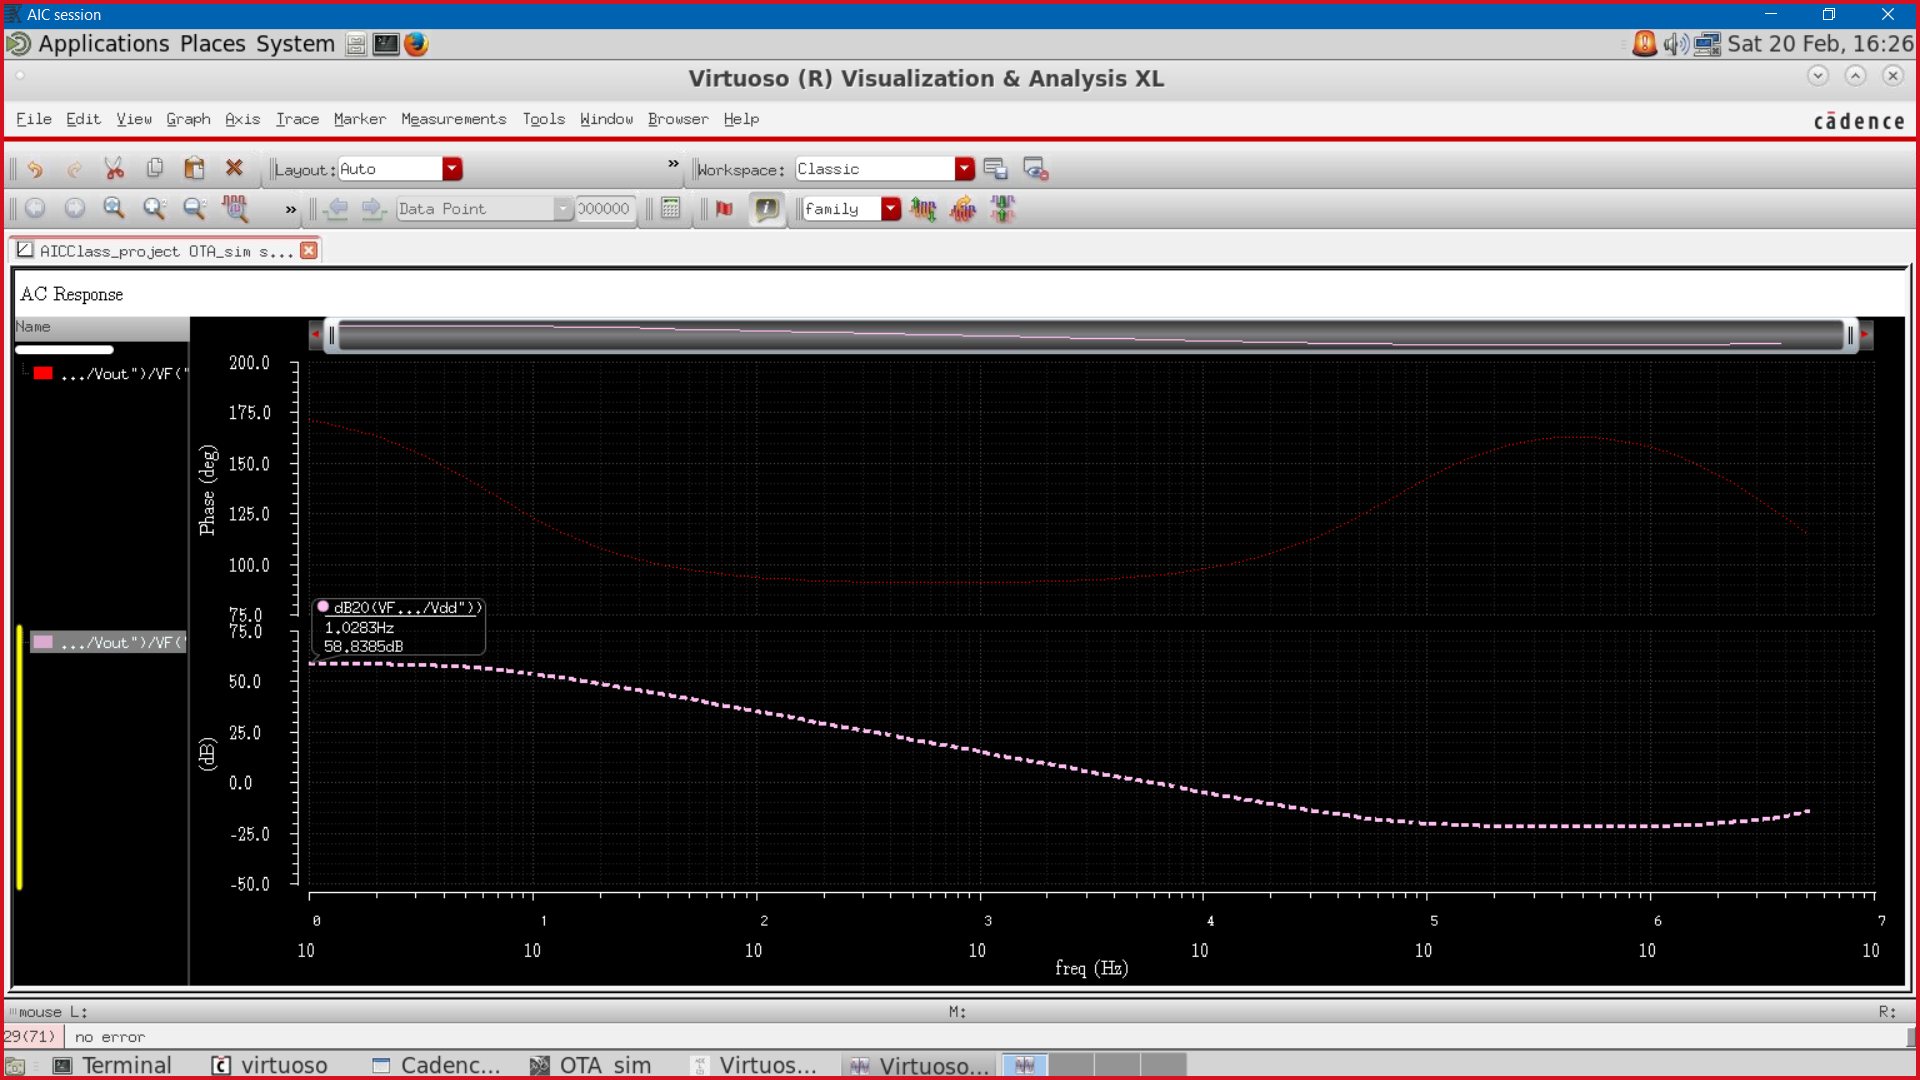 AIC session
Applications Places System
Sat 20 Feb, 16:26
Virtuoso (R) Visualization & Analysis XL
File Edit View Graph Axis Trace Marker Measurements Tools Window Browser Help
cādence
Layout: Auto
»
Workspace: Classic
»
Data Point
000000
family
AICClass_project OTA_sim s...
AC Response
Name
.../Vout")/VF("
.../Vout")/VF("
200.0
175.0
150.0
125.0
100.0
75.0
Phase (deg)
dB20(VF.../Vdd"))
1.0283Hz
58.8385dB
75.0
50.0
25.0
0.0
-25.0
-50.0
(dB)
0 1 2 3 4 5 6 7
10 10 10 10 10 10 10 10
freq (Hz)
mouse L: M: R:
29(71) no error
Terminal virtuoso Cadenc... OTA sim Virtuos... Virtuoso...